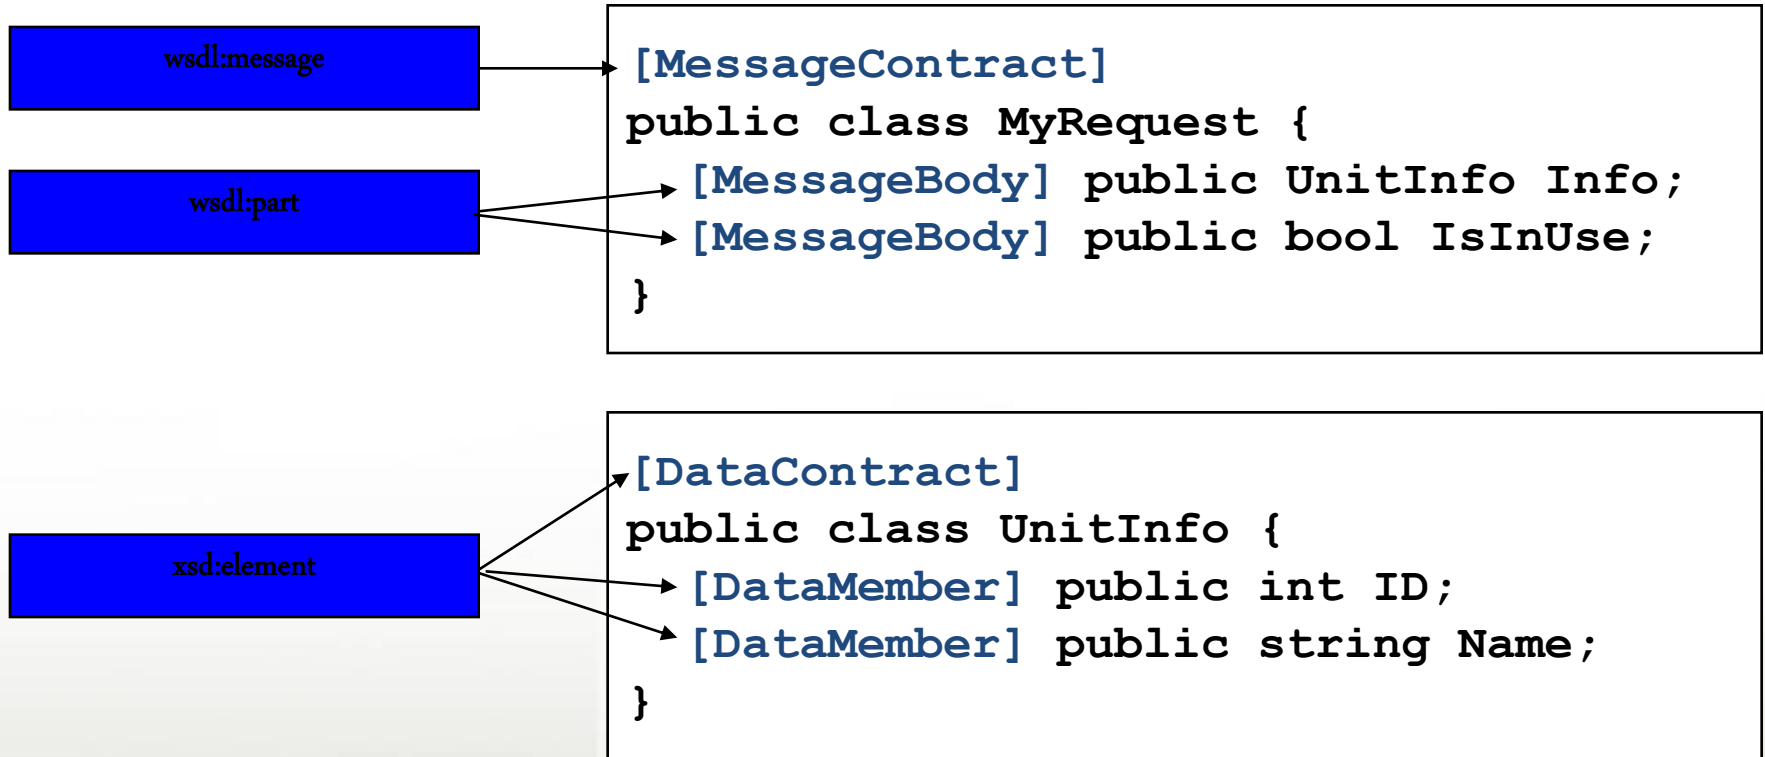 wsdl:message
[MessageContract]
public class MyRequest {
wsdl:part
[MessageBody] public UnitInfo Info;
[MessageBody] public bool IsInUse;
}
[DataContract]
public class UnitInfo {
xsd:element
[DataMember] public int ID;
[DataMember] public string Name;
}